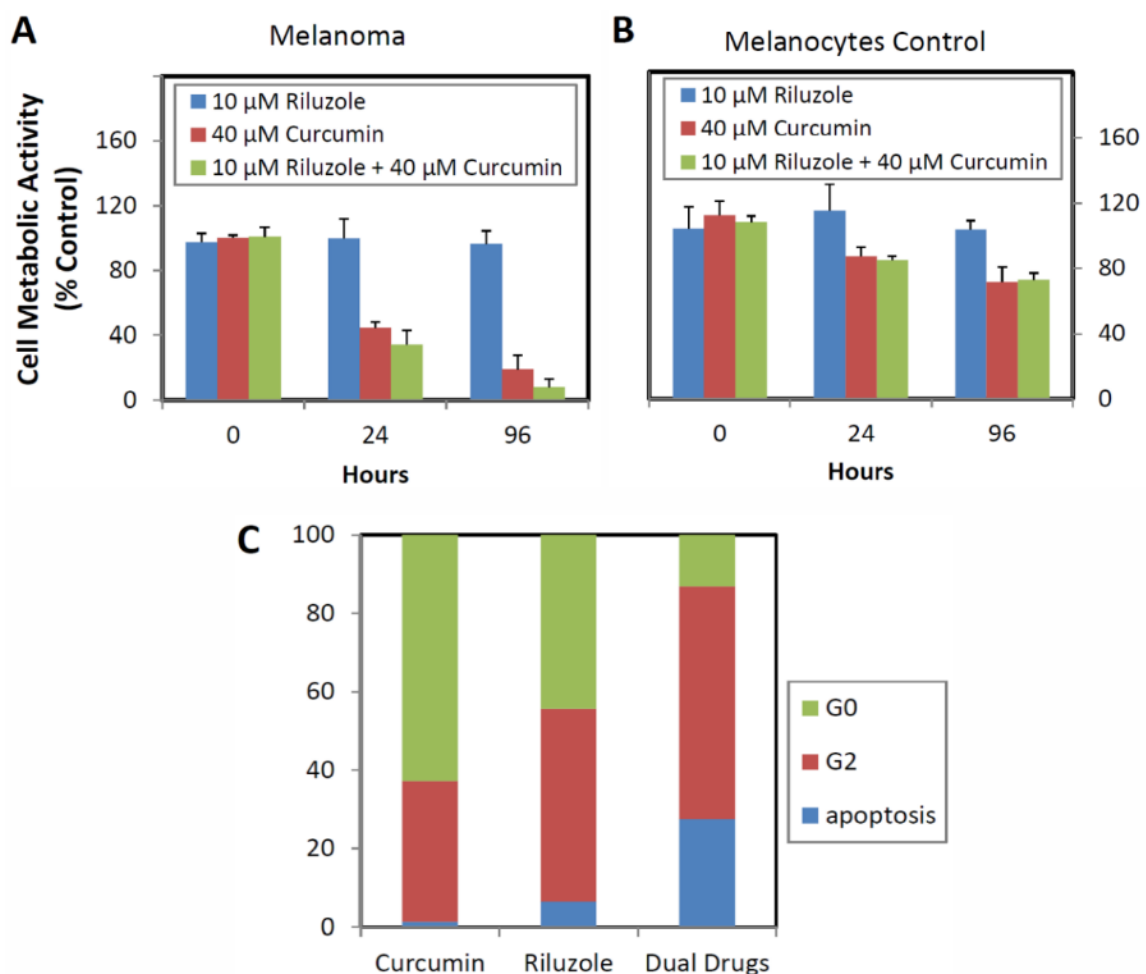 A
Melanoma
Cell Metabolic Activity
(% Control)
160
120
80
40
0
10 μM Riluzole
40 μM Curcumin
10 μM Riluzole + 40 μM Curcumin
0 24 96
Hours
B
Melanocytes Control
10 μM Riluzole
40 μM Curcumin
10 μM Riluzole + 40 μM Curcumin
160
120
80
40
0
0 24 96
Hours
C
100
80
60
40
20
0
Curcumin Riluzole Dual Drugs
G0
G2
apoptosis